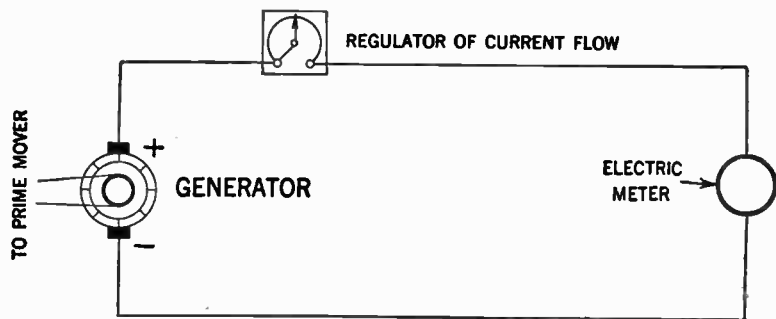 REGULATOR OF CURRENT FLOW
TO PRIME MOVER
+
GENERATOR
−
ELECTRIC
METER